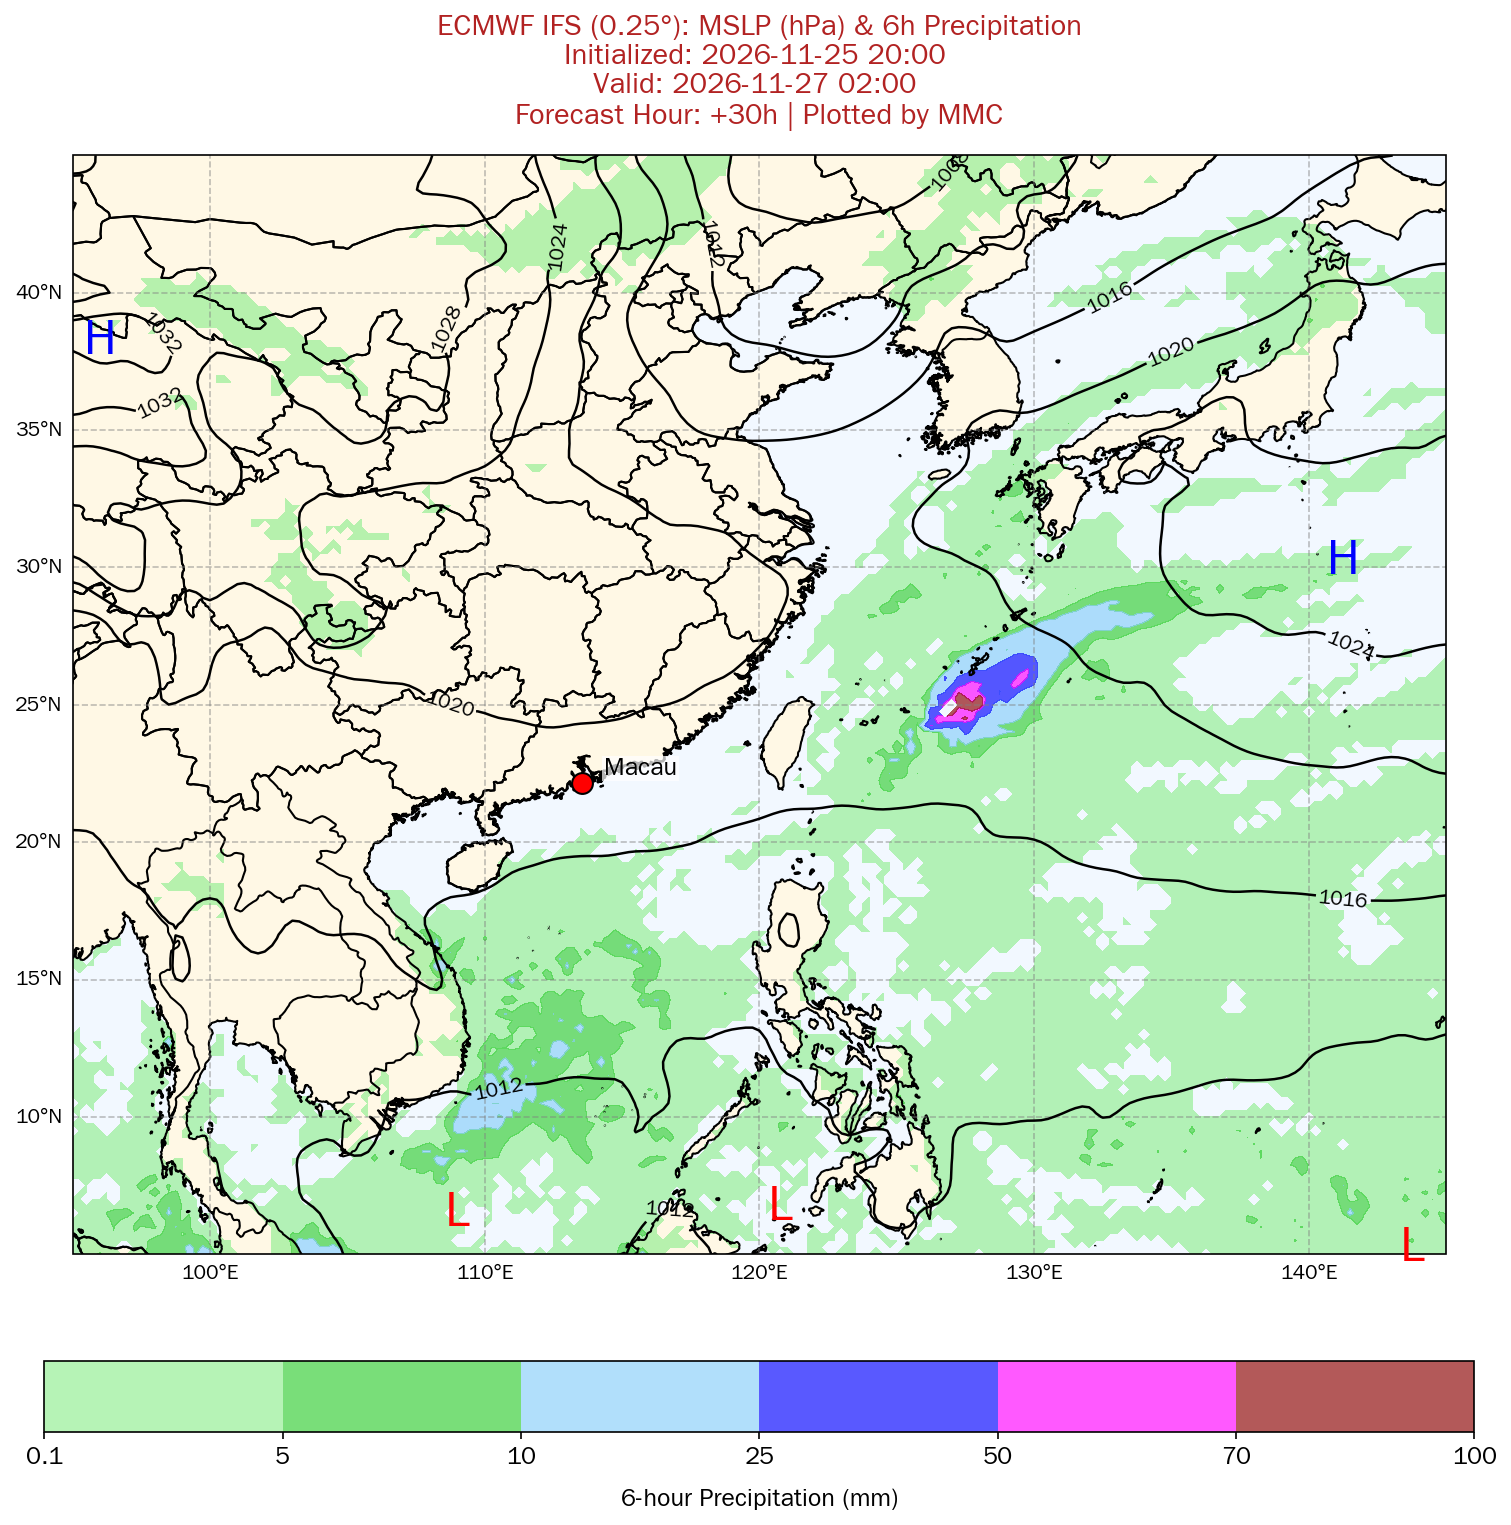 ECMWF IFS (0.25°): MSLP (hPa) & 6h Precipitation
Initialized: 2026-11-25 20:00
Valid: 2026-11-27 02:00
Forecast Hour: +30h | Plotted by MMC
1008
1024
1012
40°N
1016
1028
H
1032
1020
1032
35°N
30°N
H
1024
25°N
1020
Macau
20°N
1016
15°N
1012
10°N
L
L
1012
L
100°E
110°E
120°E
130°E
140°E
0.1
5
10
25
50
70
100
6-hour Precipitation (mm)